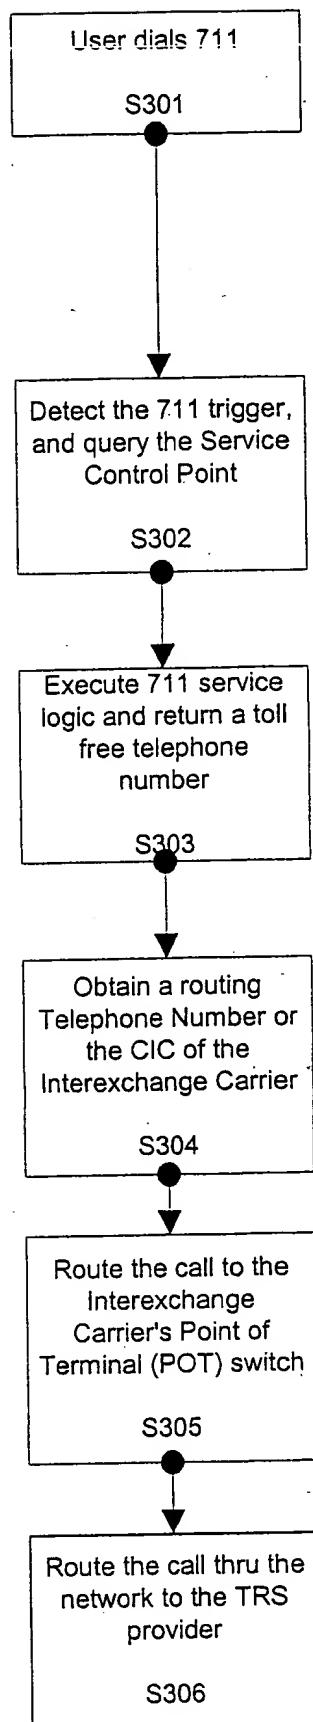 User dials 711
S301
Detect the 711 trigger,
and query the Service
Control Point
S302
Execute 711 service
logic and return a toll
free telephone
number
S303
Obtain a routing
Telephone Number or
the CIC of the
Interexchange Carrier
S304
Route the call to the
Interexchange
Carrier's Point of
Terminal (POT) switch
S305
Route the call thru the
network to the TRS
provider
S306